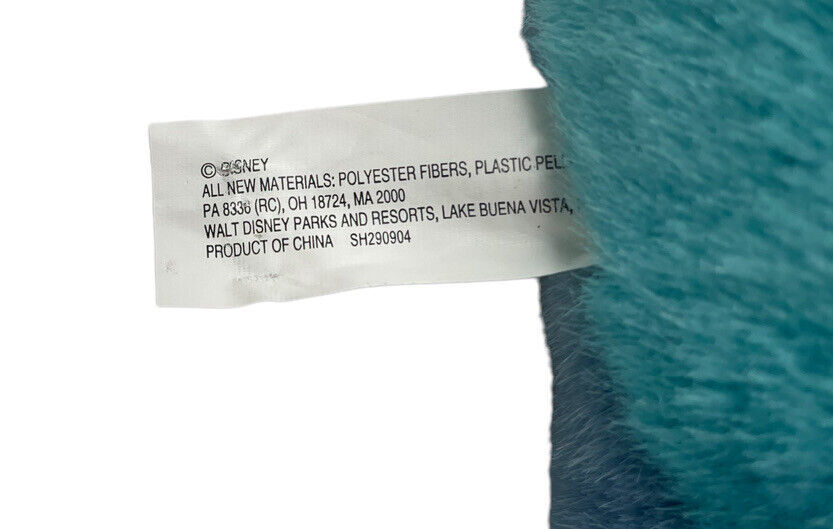 © DISNEY
ALL NEW MATERIALS: POLYESTER FIBERS, PLASTIC PEL
PA 8336 (RC), OH 18724, MA 2000
WALT DISNEY PARKS AND RESORTS, LAKE BUENA VISTA,
PRODUCT OF CHINA SH290904